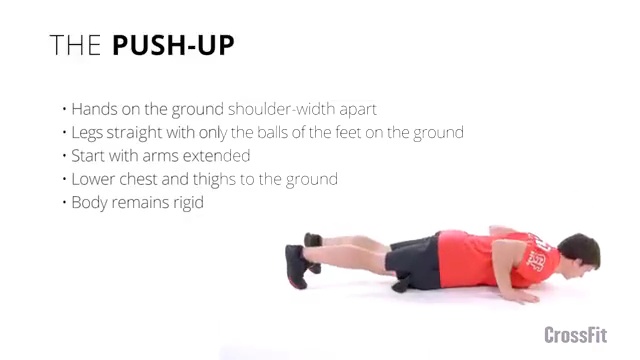 THE PUSH-UP
• Hands on the ground shoulder-width apart
• Legs straight with only the balls of the feet on the ground
• Start with arms extended
• Lower chest and thighs to the ground
• Body remains rigid
CrossFit